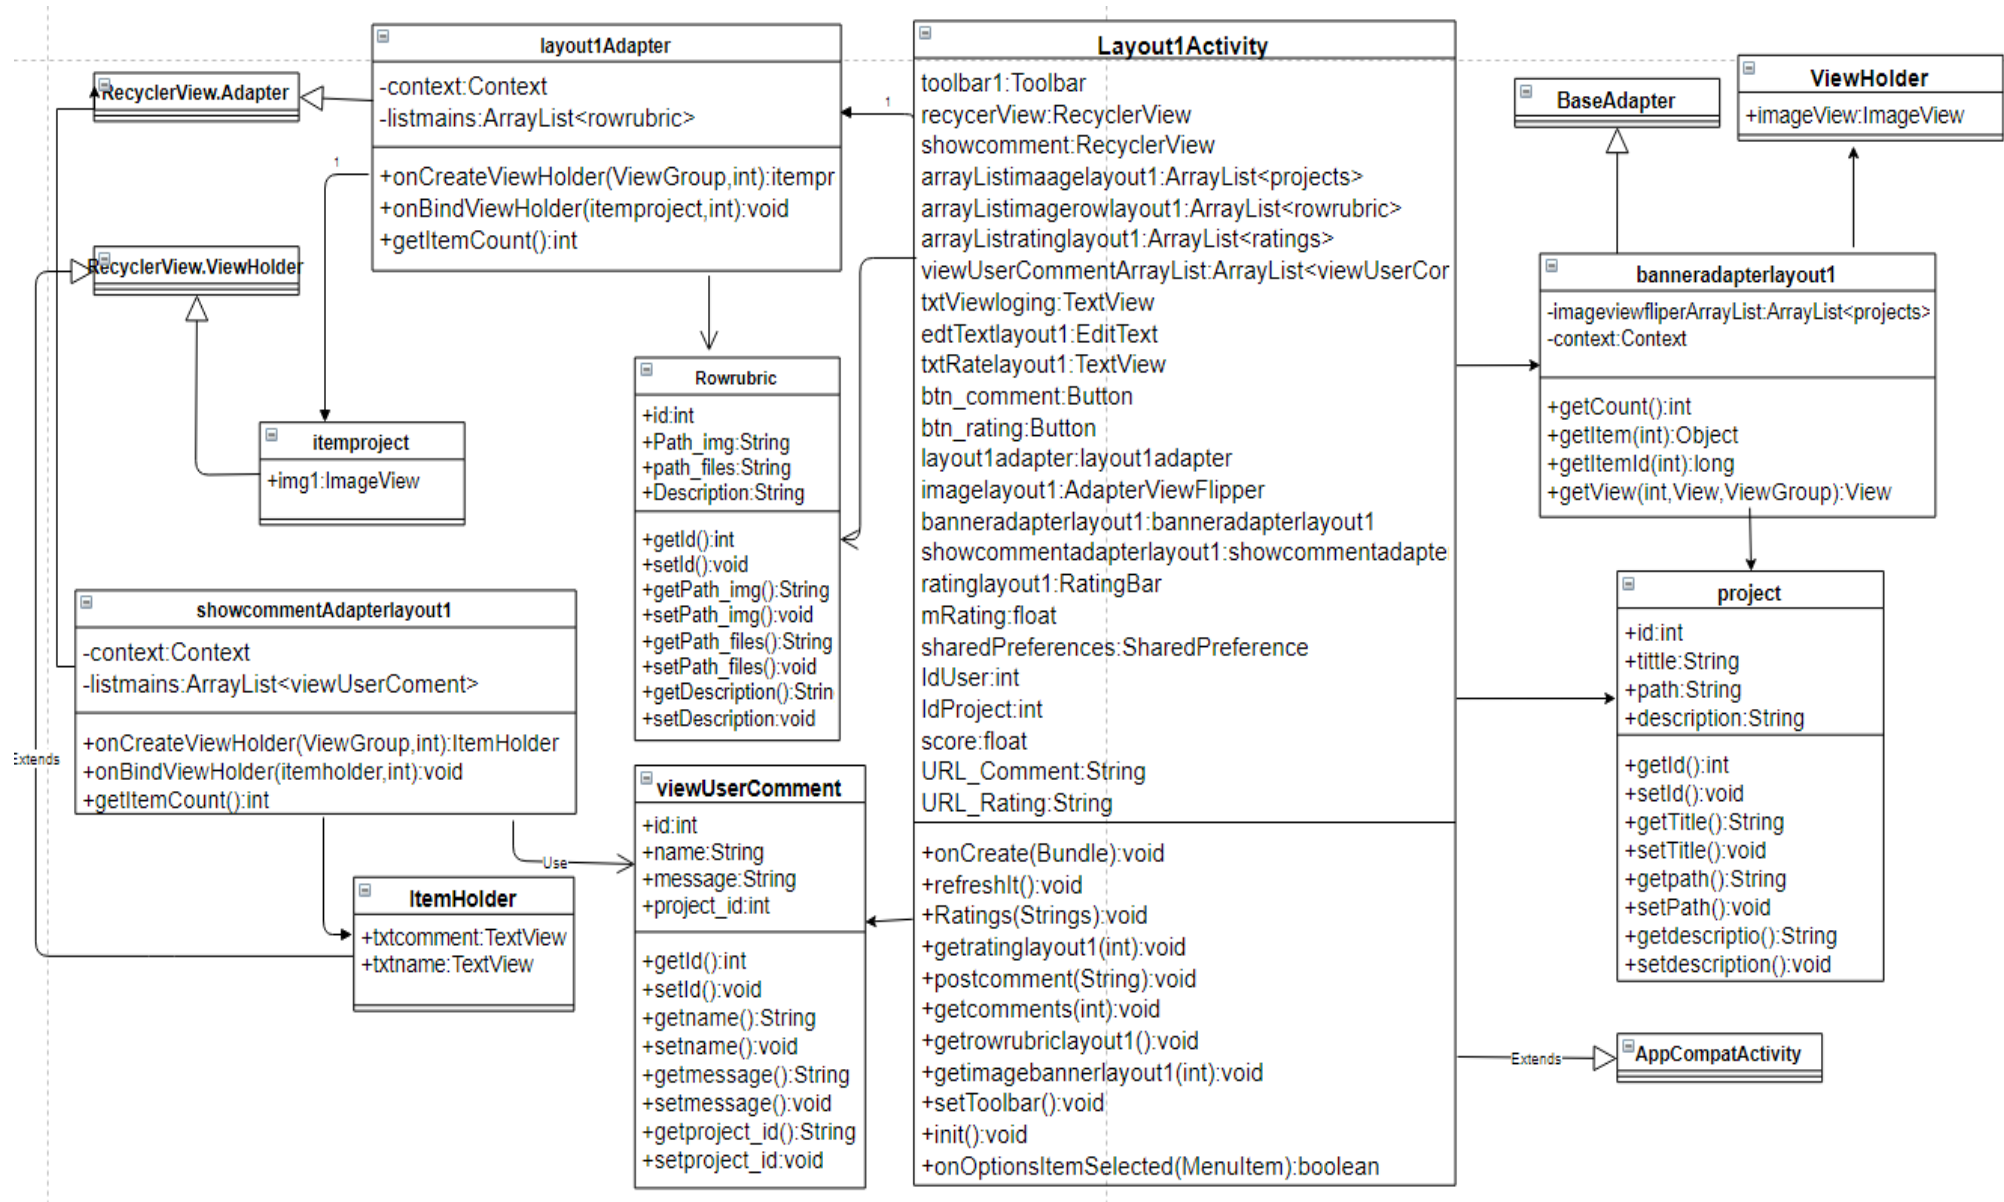 layout1Adapter
-context:Context
-listmains:ArrayList<rowrubric>
+onCreateViewHolder(ViewGroup,int):itempr
+onBindViewHolder(itemproject,int):void
+getItemCount():int
RecyclerView.Adapter
1
RecyclerView.ViewHolder
itemproject
+img1:ImageView
Rowrubric
+id:int
+Path_img:String
+path_files:String
+Description:String
+getId():int
+setId():void
+getPath_img():String
+setPath_img():void
+getPath_files():String
+setPath_files():void
+getDescription():Strin
+setDescription:void
showcommentAdapterlayout1
-context:Context
-listmains:ArrayList<viewUserComent>
+onCreateViewHolder(ViewGroup,int):ItemHolder
+onBindViewHolder(itemholder,int):void
+getItemCount():int
Extends
Use
ItemHolder
+txtcomment:TextView
+txtname:TextView
viewUserComment
+id:int
+name:String
+message:String
+project_id:int
+getId():int
+setId():void
+getname():String
+setname():void
+getmessage():String
+setmessage():void
+getproject_id():String
+setproject_id:void
1
Layout1Activity
toolbar1:Toolbar
recycerView:RecyclerView
showcomment:RecyclerView
arrayListimaagelayout1:ArrayList<projects>
arrayListimagerowlayout1:ArrayList<rowrubric>
arrayListratinglayout1:ArrayList<ratings>
viewUserCommentArrayList:ArrayList<viewUserCor
txtViewloging:TextView
edtTextlayout1:EditText
txtRatelayout1:TextView
btn_comment:Button
btn_rating:Button
layout1adapter:layout1adapter
imagelayout1:AdapterViewFlipper
banneradapterlayout1:banneradapterlayout1
showcommentadapterlayout1:showcommentadapte
ratinglayout1:RatingBar
mRating:float
sharedPreferences:SharedPreference
IdUser:int
IdProject:int
score:float
URL_Comment:String
URL_Rating:String
+onCreate(Bundle):void
+refreshIt():void
+Ratings(Strings):void
+getratinglayout1(int):void
+postcomment(String):void
+getcomments(int):void
+getrowrubriclayout1():void
+getimagebannerlayout1(int):void
+setToolbar():void
+init():void
+onOptionsItemSelected(MenuItem):boolean
BaseAdapter
ViewHolder
+imageView:ImageView
banneradapterlayout1
-imageviewfliperArrayList:ArrayList<projects>
-context:Context
+getCount():int
+getItem(int):Object
+getItemId(int):long
+getView(int,View,ViewGroup):View
project
+id:int
+tittle:String
+path:String
+description:String
+getId():int
+setId():void
+getTitle():String
+setTitle():void
+getpath():String
+setPath():void
+getdescriptio():String
+setdescription():void
Extends
AppCompatActivity